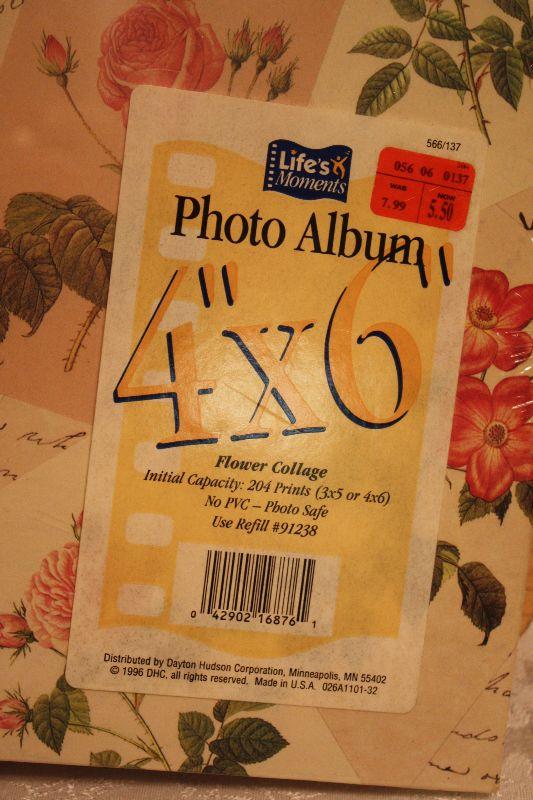 566/137
Life's
Moments
056 06 0137
WAS
NOW
7.99
5.50
Photo Album
4"x6"
Flower Collage
Initial Capacity: 204 Prints (3x5 or 4x6)
No PVC – Photo Safe
Use Refill #91238
0 42902 16876 1
Distributed by Dayton Hudson Corporation, Minneapolis, MN 55402
© 1996 DHC, all rights reserved. Made in U.S.A. 026A1101-32